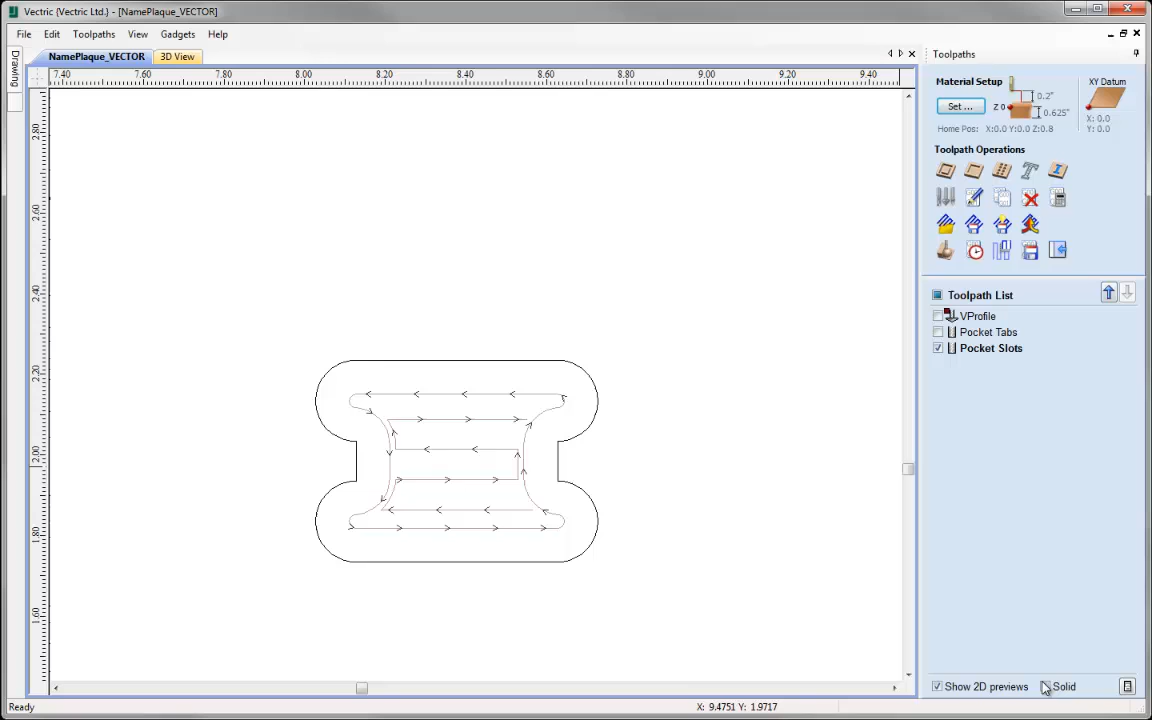 Vectric {Vectric Ltd.} - [NamePlaque_VECTOR]
File Edit Toolpaths View Gadgets Help
Drawing
NamePlaque_VECTOR 3D View
7.40 7.60 7.80 8.00 8.20 8.40 8.60 8.80 9.00 9.20 9.40
2.80
2.60
2.40
2.20
2.00
1.80
1.60
Toolpaths
Material Setup
Set ...
Z 0
0.2"
0.625"
XY Datum
X: 0.0
Y: 0.0
Home Pos: X:0.0 Y:0.0 Z:0.8
Toolpath Operations
Toolpath List
VProfile
Pocket Tabs
Pocket Slots
Show 2D previews
Solid
Ready
X: 9.4751 Y: 1.9717